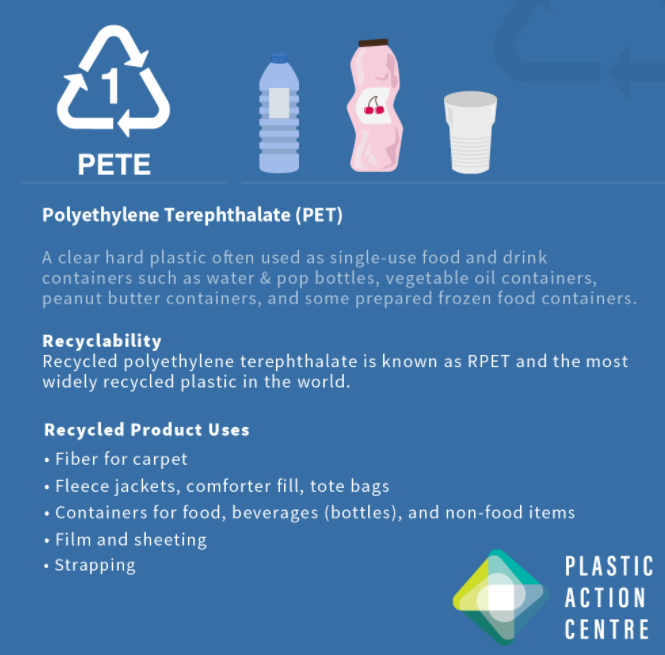 1
PETE
Polyethylene Terephthalate (PET)
A clear hard plastic often used as single-use food and drink
containers such as water & pop bottles, vegetable oil containers,
peanut butter containers, and some prepared frozen food containers.
Recyclability
Recycled polyethylene terephthalate is known as RPET and the most
widely recycled plastic in the world.
Recycled Product Uses
• Fiber for carpet
• Fleece jackets, comforter fill, tote bags
• Containers for food, beverages (bottles), and non-food items
• Film and sheeting
• Strapping
PLASTIC
ACTION
CENTRE